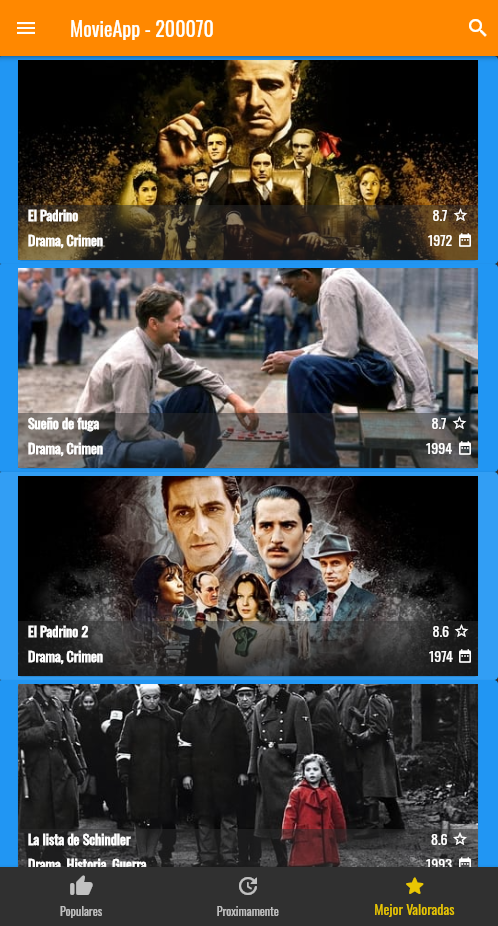 MovieApp - 200070
El Padrino 8.7
Drama, Crimen 1972
Sueño de fuga 8.7
Drama, Crimen 1994
El Padrino 2 8.6
Drama, Crimen 1974
La lista de Schindler 8.6
Drama, Historia, Guerra 1993
Populares Proximamente Mejor Valoradas